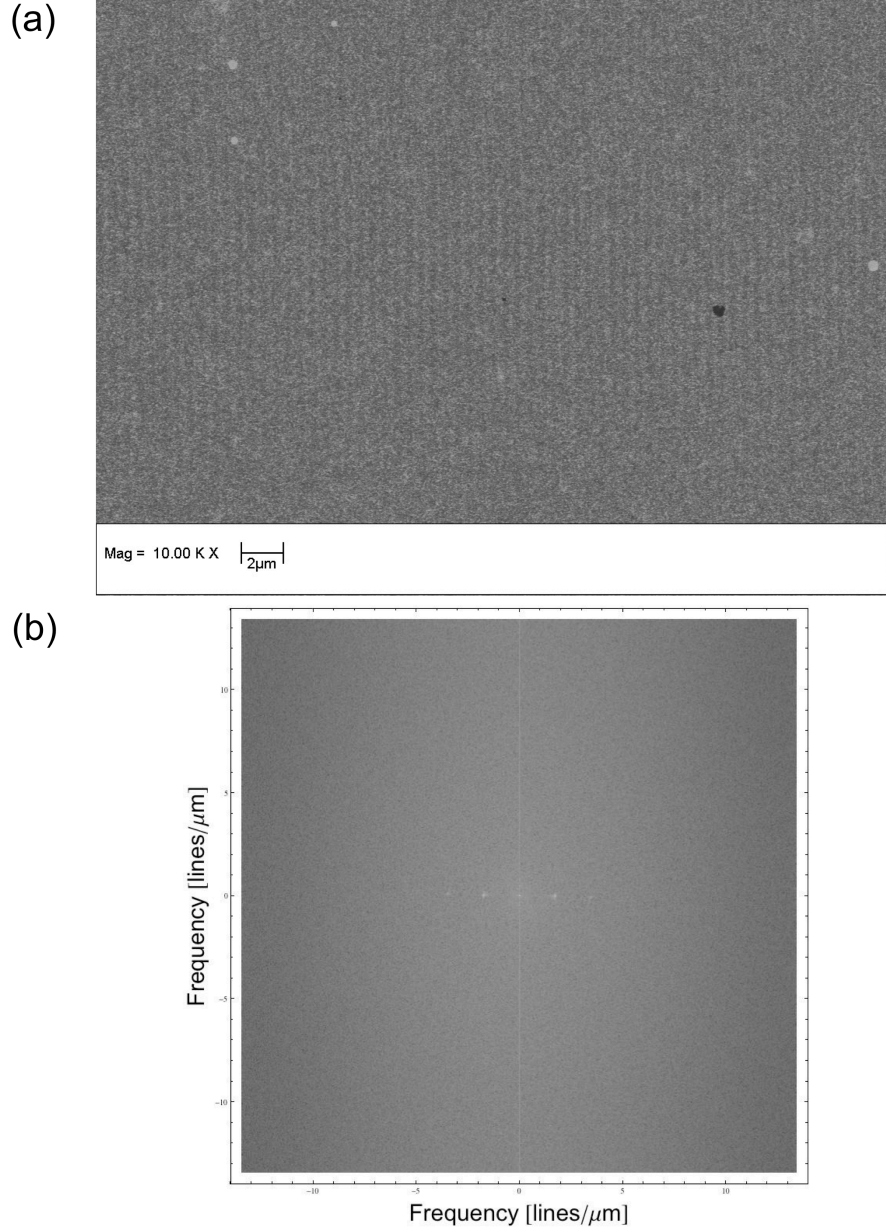 (a)
Mag = 10.00 K X
2μm
(b)
10
5
0
−5
−10
Frequency [lines/μm]
−10 −5 0 5 10
Frequency [lines/μm]